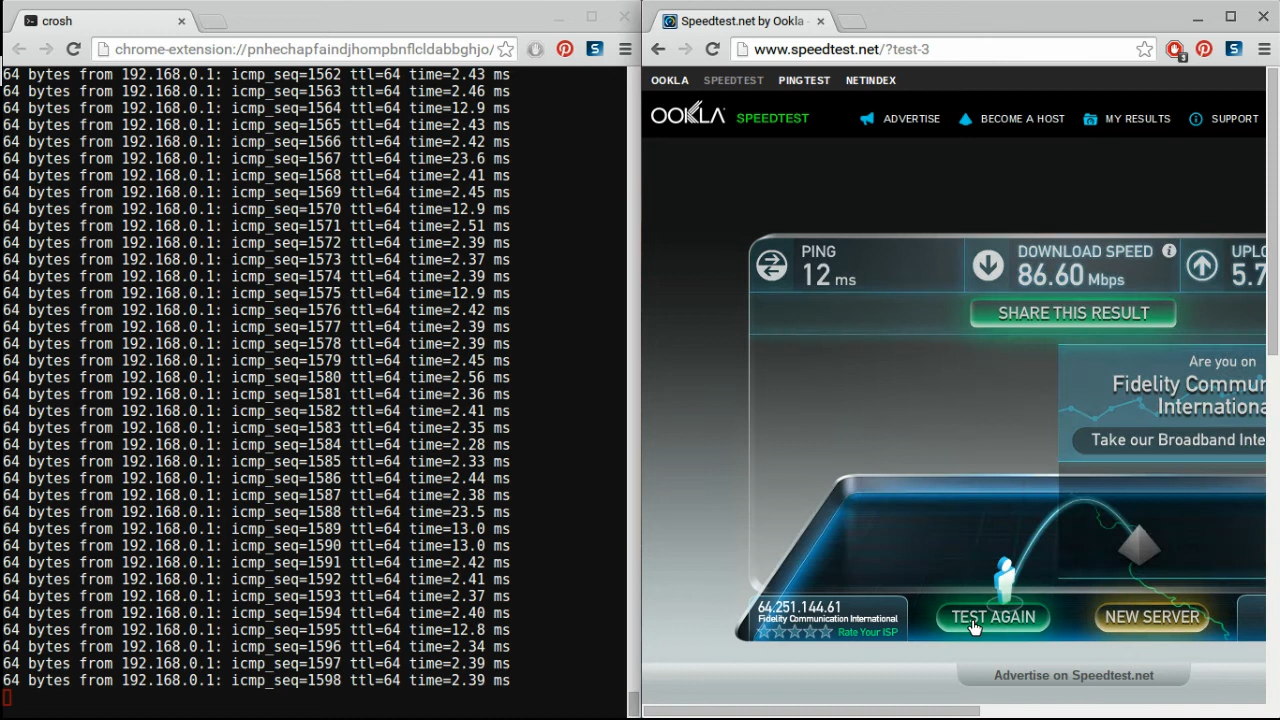 crosh
chrome-extension://pnhechapfaindjhompbnflcldabbghjo/
64 bytes from 192.168.0.1: icmp_seq=1562 ttl=64 time=2.43 ms
64 bytes from 192.168.0.1: icmp_seq=1563 ttl=64 time=2.46 ms
64 bytes from 192.168.0.1: icmp_seq=1564 ttl=64 time=12.9 ms
64 bytes from 192.168.0.1: icmp_seq=1565 ttl=64 time=2.43 ms
64 bytes from 192.168.0.1: icmp_seq=1566 ttl=64 time=2.42 ms
64 bytes from 192.168.0.1: icmp_seq=1567 ttl=64 time=23.6 ms
64 bytes from 192.168.0.1: icmp_seq=1568 ttl=64 time=2.41 ms
64 bytes from 192.168.0.1: icmp_seq=1569 ttl=64 time=2.45 ms
64 bytes from 192.168.0.1: icmp_seq=1570 ttl=64 time=12.9 ms
64 bytes from 192.168.0.1: icmp_seq=1571 ttl=64 time=2.51 ms
64 bytes from 192.168.0.1: icmp_seq=1572 ttl=64 time=2.39 ms
64 bytes from 192.168.0.1: icmp_seq=1573 ttl=64 time=2.37 ms
64 bytes from 192.168.0.1: icmp_seq=1574 ttl=64 time=2.39 ms
64 bytes from 192.168.0.1: icmp_seq=1575 ttl=64 time=12.9 ms
64 bytes from 192.168.0.1: icmp_seq=1576 ttl=64 time=2.42 ms
64 bytes from 192.168.0.1: icmp_seq=1577 ttl=64 time=2.39 ms
64 bytes from 192.168.0.1: icmp_seq=1578 ttl=64 time=2.39 ms
64 bytes from 192.168.0.1: icmp_seq=1579 ttl=64 time=2.45 ms
64 bytes from 192.168.0.1: icmp_seq=1580 ttl=64 time=2.56 ms
64 bytes from 192.168.0.1: icmp_seq=1581 ttl=64 time=2.36 ms
64 bytes from 192.168.0.1: icmp_seq=1582 ttl=64 time=2.41 ms
64 bytes from 192.168.0.1: icmp_seq=1583 ttl=64 time=2.35 ms
64 bytes from 192.168.0.1: icmp_seq=1584 ttl=64 time=2.28 ms
64 bytes from 192.168.0.1: icmp_seq=1585 ttl=64 time=2.33 ms
64 bytes from 192.168.0.1: icmp_seq=1586 ttl=64 time=2.44 ms
64 bytes from 192.168.0.1: icmp_seq=1587 ttl=64 time=2.38 ms
64 bytes from 192.168.0.1: icmp_seq=1588 ttl=64 time=23.5 ms
64 bytes from 192.168.0.1: icmp_seq=1589 ttl=64 time=13.0 ms
64 bytes from 192.168.0.1: icmp_seq=1590 ttl=64 time=13.0 ms
64 bytes from 192.168.0.1: icmp_seq=1591 ttl=64 time=2.42 ms
64 bytes from 192.168.0.1: icmp_seq=1592 ttl=64 time=2.41 ms
64 bytes from 192.168.0.1: icmp_seq=1593 ttl=64 time=2.37 ms
64 bytes from 192.168.0.1: icmp_seq=1594 ttl=64 time=2.40 ms
64 bytes from 192.168.0.1: icmp_seq=1595 ttl=64 time=12.8 ms
64 bytes from 192.168.0.1: icmp_seq=1596 ttl=64 time=2.34 ms
64 bytes from 192.168.0.1: icmp_seq=1597 ttl=64 time=2.39 ms
64 bytes from 192.168.0.1: icmp_seq=1598 ttl=64 time=2.39 ms
Speedtest.net by Ookla -
www.speedtest.net/?test-3
OOKLA SPEEDTEST PINGTEST NETINDEX
OOKLA SPEEDTEST ADVERTISE BECOME A HOST MY RESULTS SUPPORT
PING DOWNLOAD SPEED UPLO
12 ms 86.60 Mbps 5.7
SHARE THIS RESULT
Are you on
Fidelity Commun
Internationa
Take our Broadband Inte
64.251.144.61
Fidelity Communication International
Rate Your ISP
TEST AGAIN
NEW SERVER
Advertise on Speedtest.net